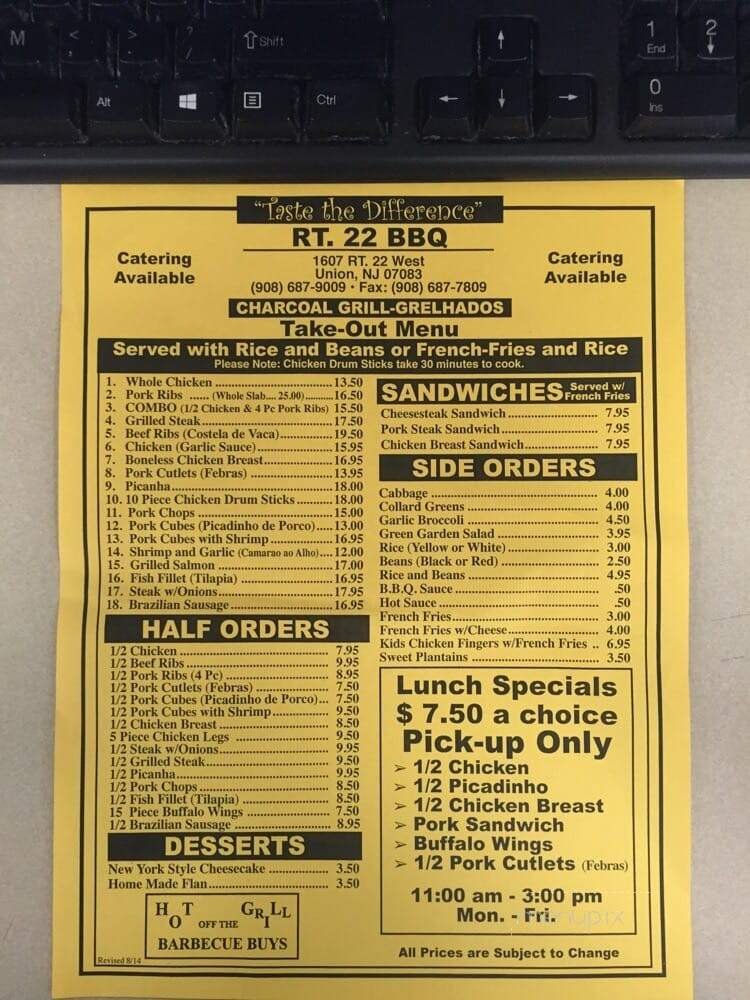 M
<
>
?
/
⇧ Shift
↑
1
End
2
↓
Alt
Ctrl
←
↓
→
0
Ins
"Taste the Difference"
RT. 22 BBQ
Catering
Available
1607 RT. 22 West
Union, NJ 07083
(908) 687-9009 • Fax: (908) 687-7809
Catering
Available
CHARCOAL GRILL-GRELHADOS
Take-Out Menu
Served with Rice and Beans or French-Fries and Rice
Please Note: Chicken Drum Sticks take 30 minutes to cook.
1. Whole Chicken 13.50
2. Pork Ribs ...... (Whole Slab.... 25.00) 16.50
3. COMBO (1/2 Chicken & 4 Pc Pork Ribs) 15.50
4. Grilled Steak 17.50
5. Beef Ribs (Costela de Vaca) 19.50
6. Chicken (Garlic Sauce) 15.95
7. Boneless Chicken Breast 16.95
8. Pork Cutlets (Febras) 13.95
9. Picanha 18.00
10. 10 Piece Chicken Drum Sticks 18.00
11. Pork Chops 15.00
12. Pork Cubes (Picadinho de Porco) 13.00
13. Pork Cubes with Shrimp 16.95
14. Shrimp and Garlic (Camarao ao Alho) 12.00
15. Grilled Salmon 17.00
16. Fish Fillet (Tilapia) 16.95
17. Steak w/Onions 17.95
18. Brazilian Sausage 16.95
HALF ORDERS
1/2 Chicken 7.95
1/2 Beef Ribs 9.95
1/2 Pork Ribs (4 Pc) 8.95
1/2 Pork Cutlets (Febras) 7.50
1/2 Pork Cubes (Picadinho de Porco) 7.50
1/2 Pork Cubes with Shrimp 9.50
1/2 Chicken Breast 8.50
5 Piece Chicken Legs 9.50
1/2 Steak w/Onions 9.95
1/2 Grilled Steak 9.50
1/2 Picanha 9.95
1/2 Pork Chops 8.50
1/2 Fish Fillet (Tilapia) 8.50
15 Piece Buffalo Wings 7.50
1/2 Brazilian Sausage 8.95
DESSERTS
New York Style Cheesecake 3.50
Home Made Flan 3.50
HOT OFF THE GRILL
BARBECUE BUYS
Revised 8/14
SANDWICHES Served w/ French Fries
Cheesesteak Sandwich 7.95
Pork Steak Sandwich 7.95
Chicken Breast Sandwich 7.95
SIDE ORDERS
Cabbage 4.00
Collard Greens 4.00
Garlic Broccoli 4.50
Green Garden Salad 3.95
Rice (Yellow or White) 3.00
Beans (Black or Red) 2.50
Rice and Beans 4.95
B.B.Q. Sauce .50
Hot Sauce .50
French Fries 3.00
French Fries w/Cheese 4.00
Kids Chicken Fingers w/French Fries .. 6.95
Sweet Plantains 3.50
Lunch Specials
$ 7.50 a choice
Pick-up Only
➢ 1/2 Chicken
➢ 1/2 Picadinho
➢ 1/2 Chicken Breast
➢ Pork Sandwich
➢ Buffalo Wings
➢ 1/2 Pork Cutlets (Febras)
11:00 am - 3:00 pm
Mon. - Fri.
menupix
All Prices are Subject to Change